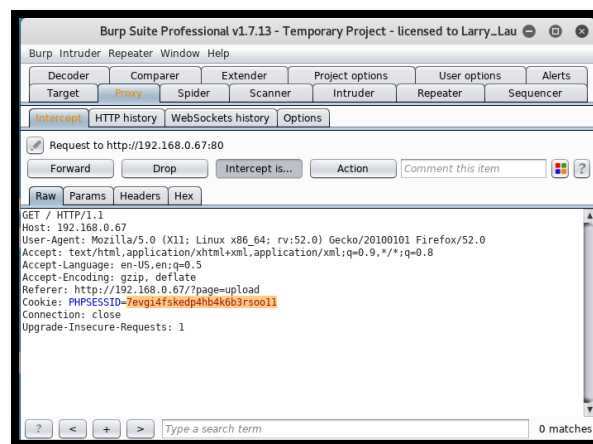 Burp Suite Professional v1.7.13 - Temporary Project - licensed to Larry_Lau
Burp Intruder Repeater Window Help
Decoder Comparer Extender Project options User options Alerts
Target Proxy Spider Scanner Intruder Repeater Sequencer
Intercept HTTP history WebSockets history Options
Request to http://192.168.0.67:80
Forward Drop Intercept is... Action Comment this item ?
Raw Params Headers Hex
GET / HTTP/1.1
Host: 192.168.0.67
User-Agent: Mozilla/5.0 (X11; Linux x86_64; rv:52.0) Gecko/20100101 Firefox/52.0
Accept: text/html,application/xhtml+xml,application/xml;q=0.9,*/*;q=0.8
Accept-Language: en-US,en;q=0.5
Accept-Encoding: gzip, deflate
Referer: http://192.168.0.67/?page=upload
Cookie: PHPSESSID=7evgi4fskedp4hb4k6b3rsoo11
Connection: close
Upgrade-Insecure-Requests: 1
? < + > Type a search term 0 matches